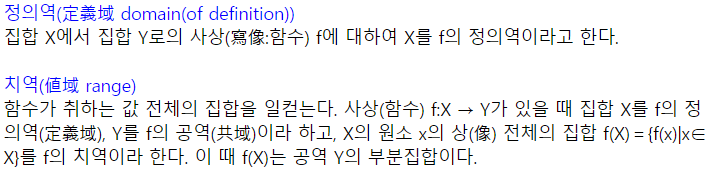 정의역(定義域 domain(of definition))
집합 X에서 집합 Y로의 사상(寫像:함수) f에 대하여 X를 f의 정의역이라고 한다.
치역(値域 range)
함수가 취하는 값 전체의 집합을 일컫는다. 사상(함수) f:X → Y가 있을 때 집합 X를 f의 정
의역(定義域), Y를 f의 공역(共域)이라 하고, X의 원소 x의 상(像) 전체의 집합 f(X) = {f(x)|x∈
X}를 f의 치역이라 한다. 이 때 f(X)는 공역 Y의 부분집합이다.